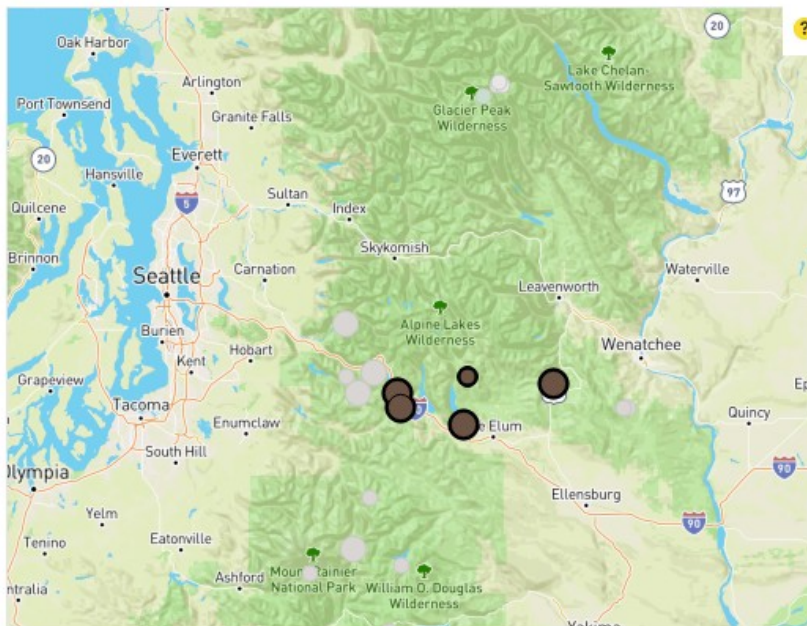 Oak Harbor
20
?
Lake Chelan-
Sawtooth Wilderness
Arlington
Port Townsend
Glacier Peak
Wilderness
Granite Falls
Everett
20
Hansville
5
97
Sultan
Quilcene
Index
Skykomish
Brinnon
Seattle
Carnation
Waterville
Leavenworth
Alpine Lakes
Wilderness
Burien
Wenatchee
Hobart
Kent
Grapeview
Tacoma
Quincy
Enumclaw
Elum
South Hill
Olympia
90
Ellensburg
Yelm
90
Tenino
Eatonville
Ashford
National Park
William O. Douglas
Wilderness